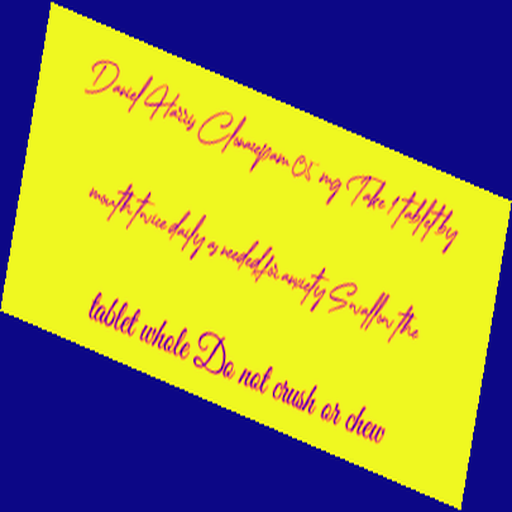 Daniel Harris Clonazepam 0.5 mg Take 1 tablet by
mouth twice daily as needed for anxiety Swallow the
tablet whole Do not crush or chew